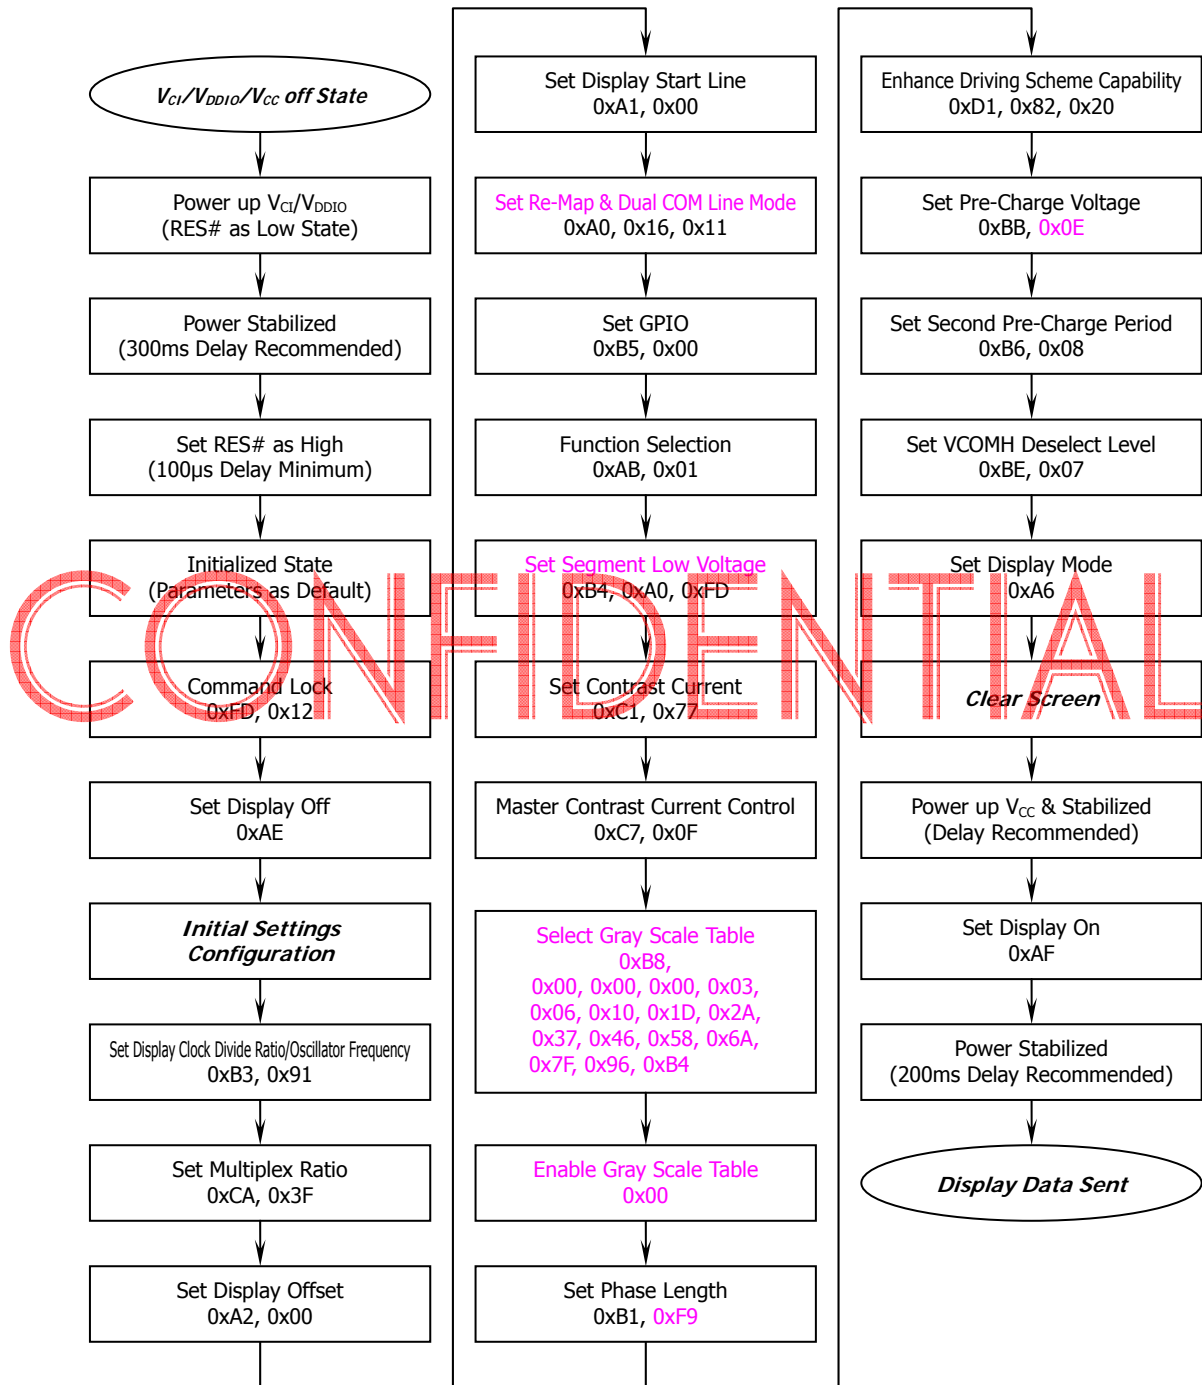 V_CI/V_DDIO/V_CC off State
Power up V_CI/V_DDIO
(RES# as Low State)
Power Stabilized
(300ms Delay Recommended)
Set RES# as High
(100μs Delay Minimum)
Initialized State
(Parameters as Default)
Command Lock
0xFD, 0x12
Set Display Off
0xAE
Initial Settings
Configuration
Set Display Clock Divide Ratio/Oscillator Frequency
0xB3, 0x91
Set Multiplex Ratio
0xCA, 0x3F
Set Display Offset
0xA2, 0x00
Set Display Start Line
0xA1, 0x00
Set Re-Map & Dual COM Line Mode
0xA0, 0x16, 0x11
Set GPIO
0xB5, 0x00
Function Selection
0xAB, 0x01
Set Segment Low Voltage
0xB4, 0xA0, 0xFD
Set Contrast Current
0xC1, 0x77
Master Contrast Current Control
0xC7, 0x0F
Select Gray Scale Table
0xB8,
0x00, 0x00, 0x00, 0x03,
0x06, 0x10, 0x1D, 0x2A,
0x37, 0x46, 0x58, 0x6A,
0x7F, 0x96, 0xB4
Enable Gray Scale Table
0x00
Set Phase Length
0xB1, 0xF9
Enhance Driving Scheme Capability
0xD1, 0x82, 0x20
Set Pre-Charge Voltage
0xBB, 0x0E
Set Second Pre-Charge Period
0xB6, 0x08
Set VCOMH Deselect Level
0xBE, 0x07
Set Display Mode
0xA6
Clear Screen
Power up V_CC & Stabilized
(Delay Recommended)
Set Display On
0xAF
Power Stabilized
(200ms Delay Recommended)
Display Data Sent
CONFIDENTIAL